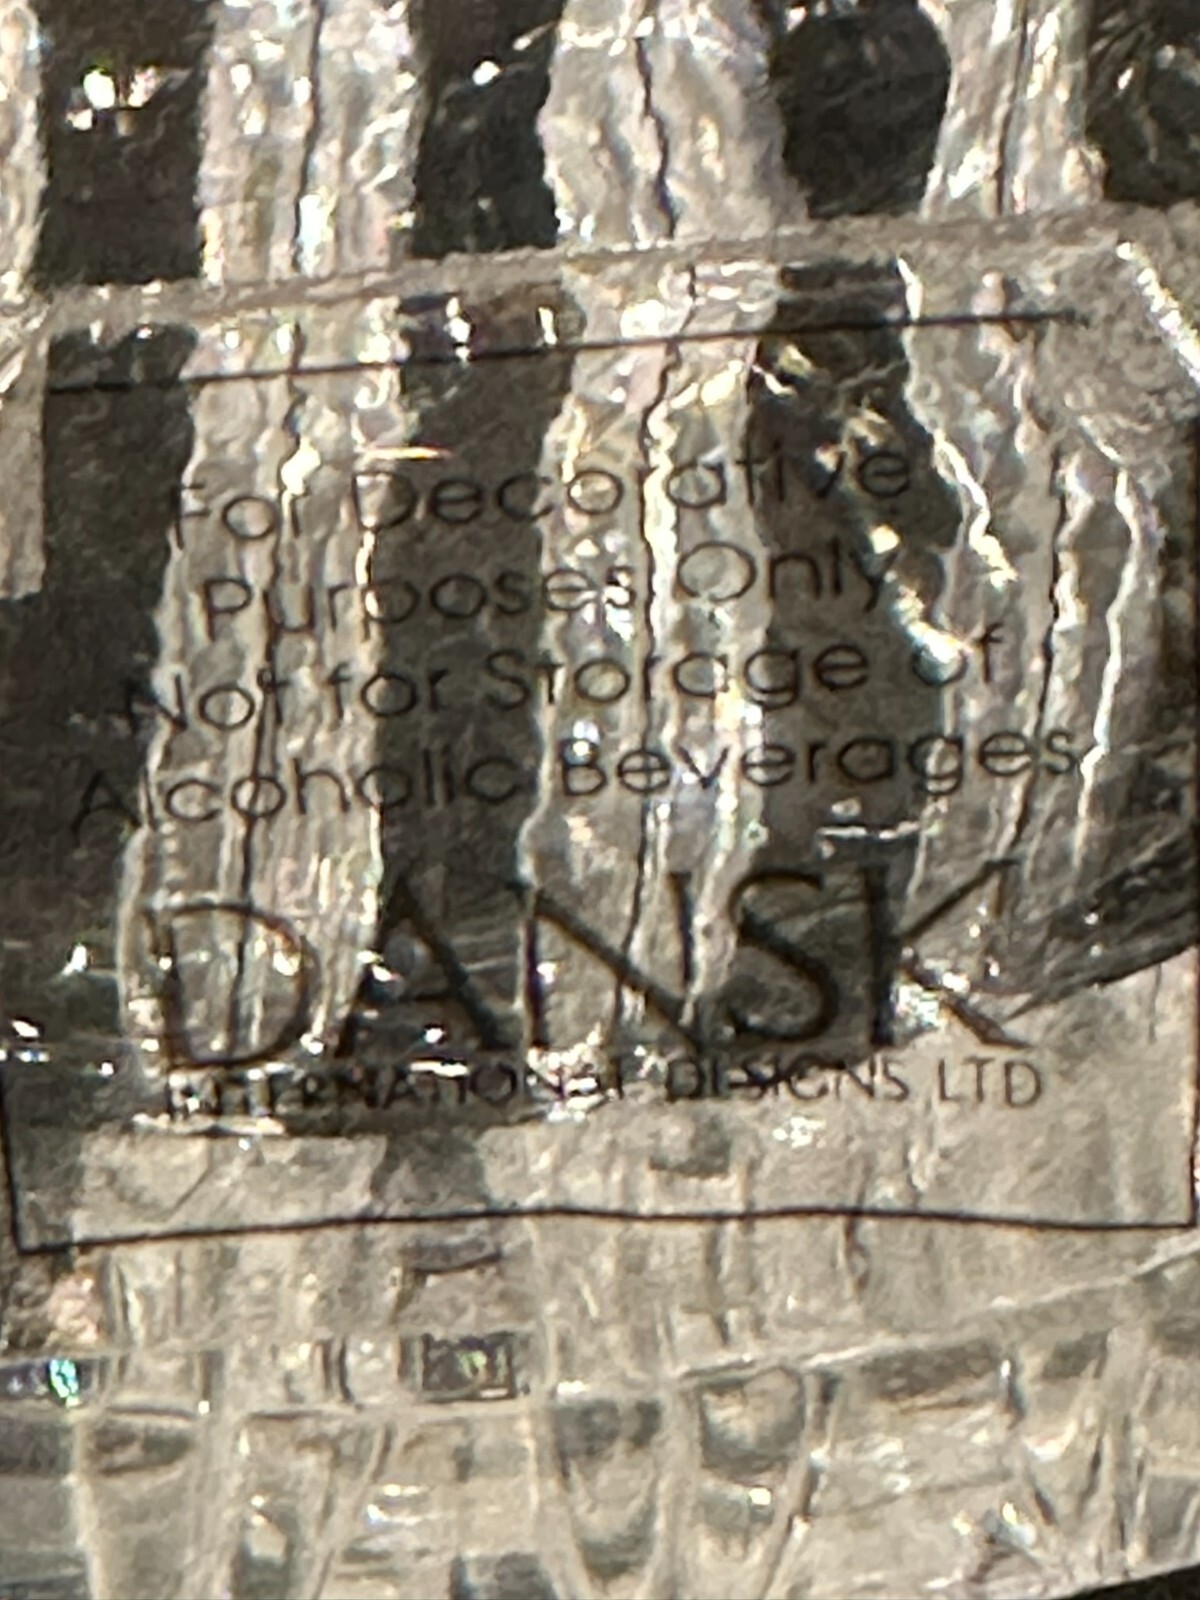 For Decorative
Purposes Only
Not for Storage of
Alcoholic Beverages
DANSK
INTERNATIONAL DESIGNS LTD